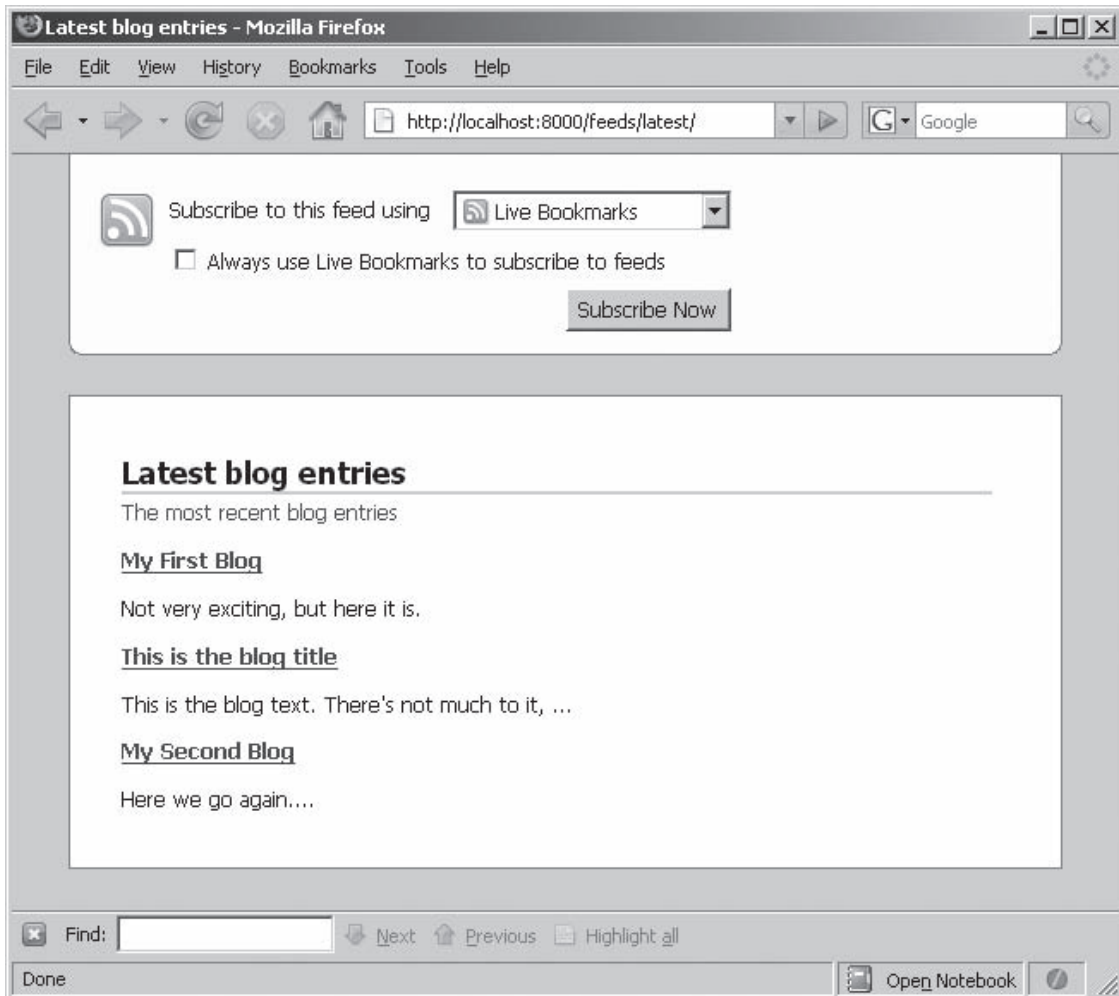 Latest blog entries - Mozilla Firefox
File Edit View History Bookmarks Tools Help
http://localhost:8000/feeds/latest/ G Google
Subscribe to this feed using Live Bookmarks
Always use Live Bookmarks to subscribe to feeds
Subscribe Now
Latest blog entries
The most recent blog entries
My First Blog
Not very exciting, but here it is.
This is the blog title
This is the blog text. There's not much to it, ...
My Second Blog
Here we go again....
Find: Next Previous Highlight all
Done Open Notebook